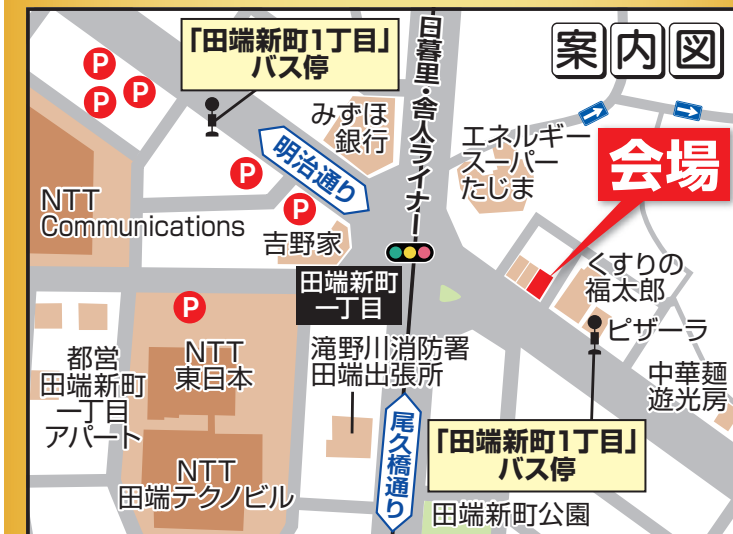 案内図
「田端新町1丁目」
バス停
日暮里・舎人ライナー
P
P
P
P
P
P
みずほ
銀行
明治通り
エネルギー
スーパー
たじま
会場
NTT
Communications
吉野家
田端新町
一丁目
くすりの
福太郎
ピザーラ
中華麺
遊光房
都営
田端新町
一丁目
アパート
NTT
東日本
滝野川消防署
田端出張所
尾久橋通り
「田端新町1丁目」
バス停
NTT
田端テクノビル
田端新町公園